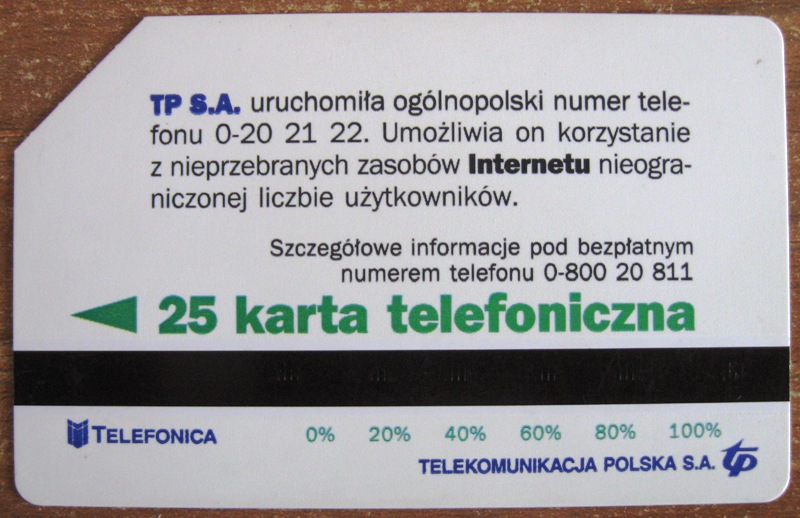 TP S.A. uruchomiła ogólnopolski numer tele-
fonu 0-20 21 22. Umożliwia on korzystanie
z nieprzebranych zasobów Internetu nieogra-
niczonej liczbie użytkowników.
Szczegółowe informacje pod bezpłatnym
numerem telefonu 0-800 20 811
25 karta telefoniczna
TELEFONICA
0% 20% 40% 60% 80% 100%
TELEKOMUNIKACJA POLSKA S.A. tp